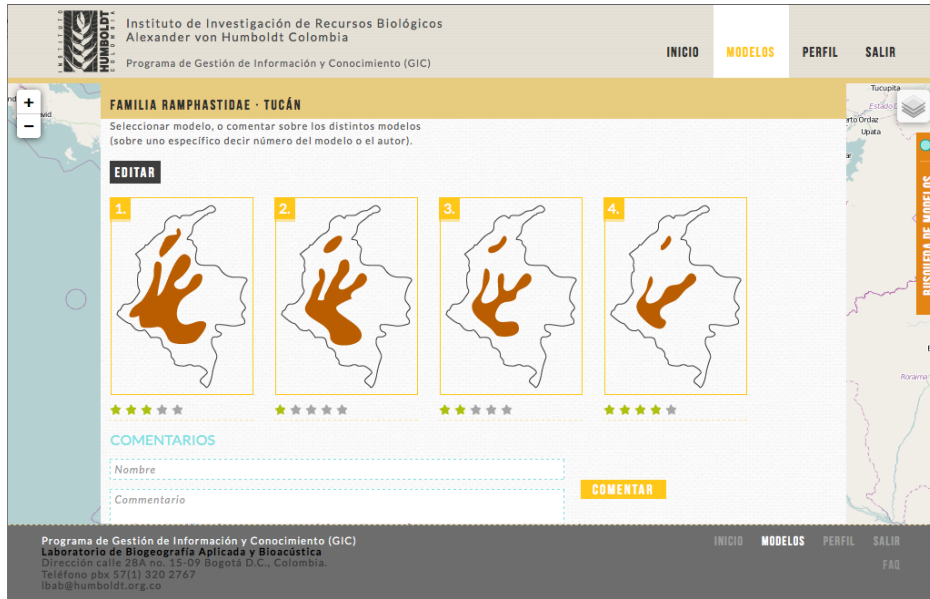 INSTITUTO
HUMBOLDT
COLOMBIA
Instituto de Investigación de Recursos Biológicos
Alexander von Humboldt Colombia
Programa de Gestión de Información y Conocimiento (GIC)
INICIO
MODELOS
PERFIL
SALIR
+
−
FAMILIA RAMPHASTIDAE · TUCÁN
Seleccionar modelo, o comentar sobre los distintos modelos
(sobre uno específico decir número del modelo o el autor).
EDITAR
Tucupita
Upata
BUSQUEDA DE MODELOS
1.
2.
3.
4.
COMENTARIOS
Nombre
Commentario
COMENTAR
Programa de Gestión de Información y Conocimiento (GIC)
Laboratorio de Biogeografía Aplicada y Bioacústica
Dirección calle 28A no. 15-09 Bogotá D.C., Colombia.
Teléfono pbx 57(1) 320 2767
lbab@humboldt.org.co
INICIO
MODELOS
PERFIL
SALIR
FAQ